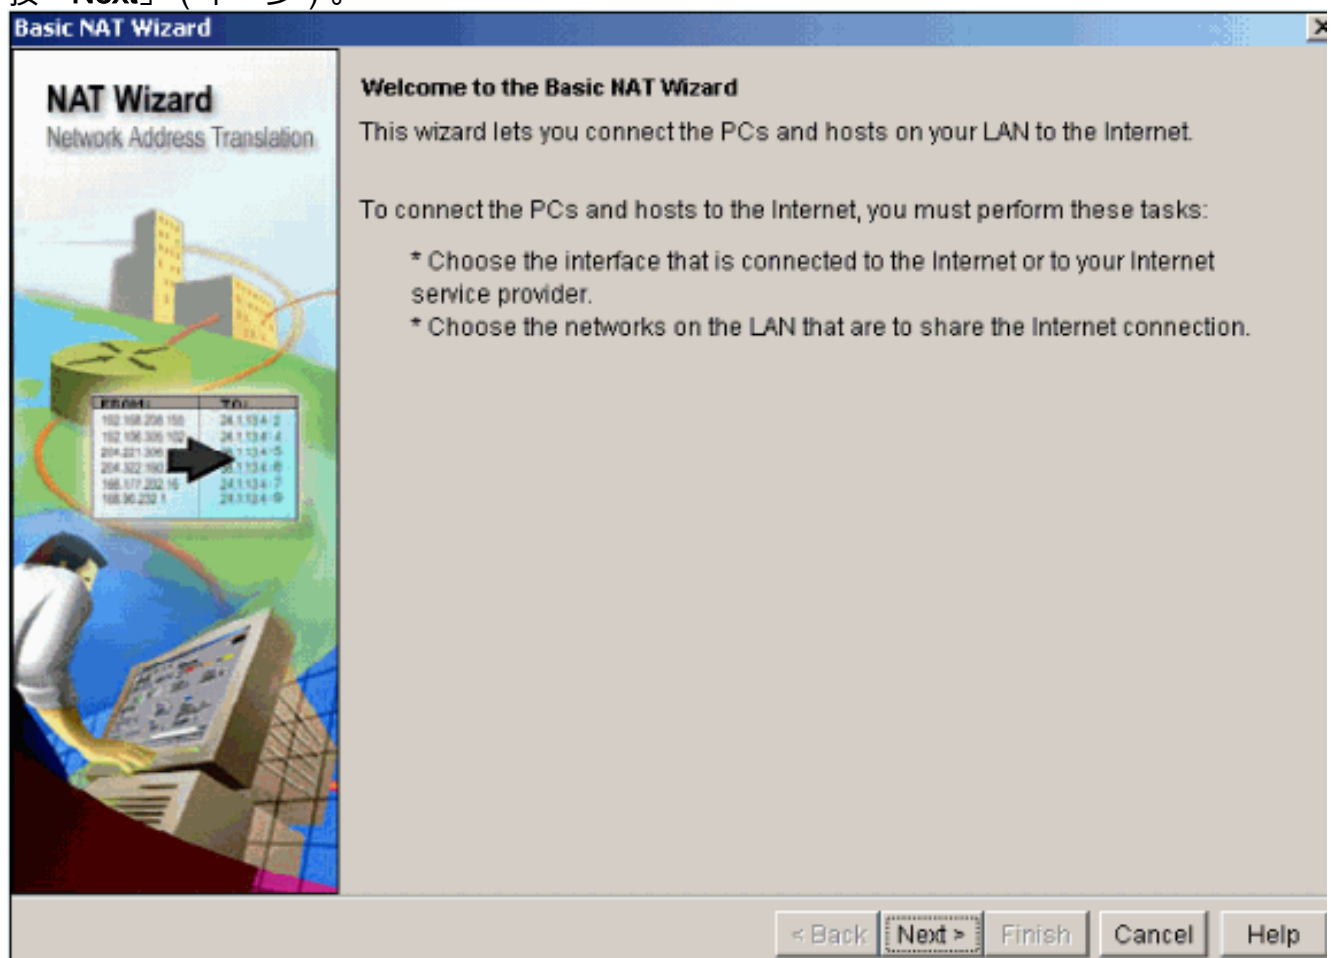 Basic NAT Wizard
NAT Wizard
Network Address Translation
Welcome to the Basic NAT Wizard
This wizard lets you connect the PCs and hosts on your LAN to the Internet.
To connect the PCs and hosts to the Internet, you must perform these tasks:
* Choose the interface that is connected to the Internet or to your Internet
service provider.
* Choose the networks on the LAN that are to share the Internet connection.
FROM: TO:
< Back Next > Finish Cancel Help